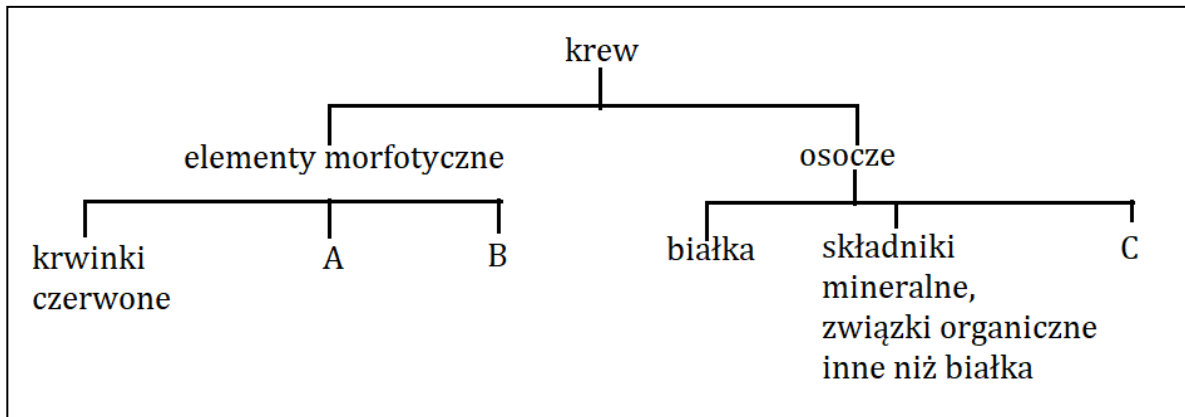 krew
elementy morfotyczne
osocze
krwinki
czerwone
A
B
białka
składniki
mineralne,
związki organiczne
inne niż białka
C